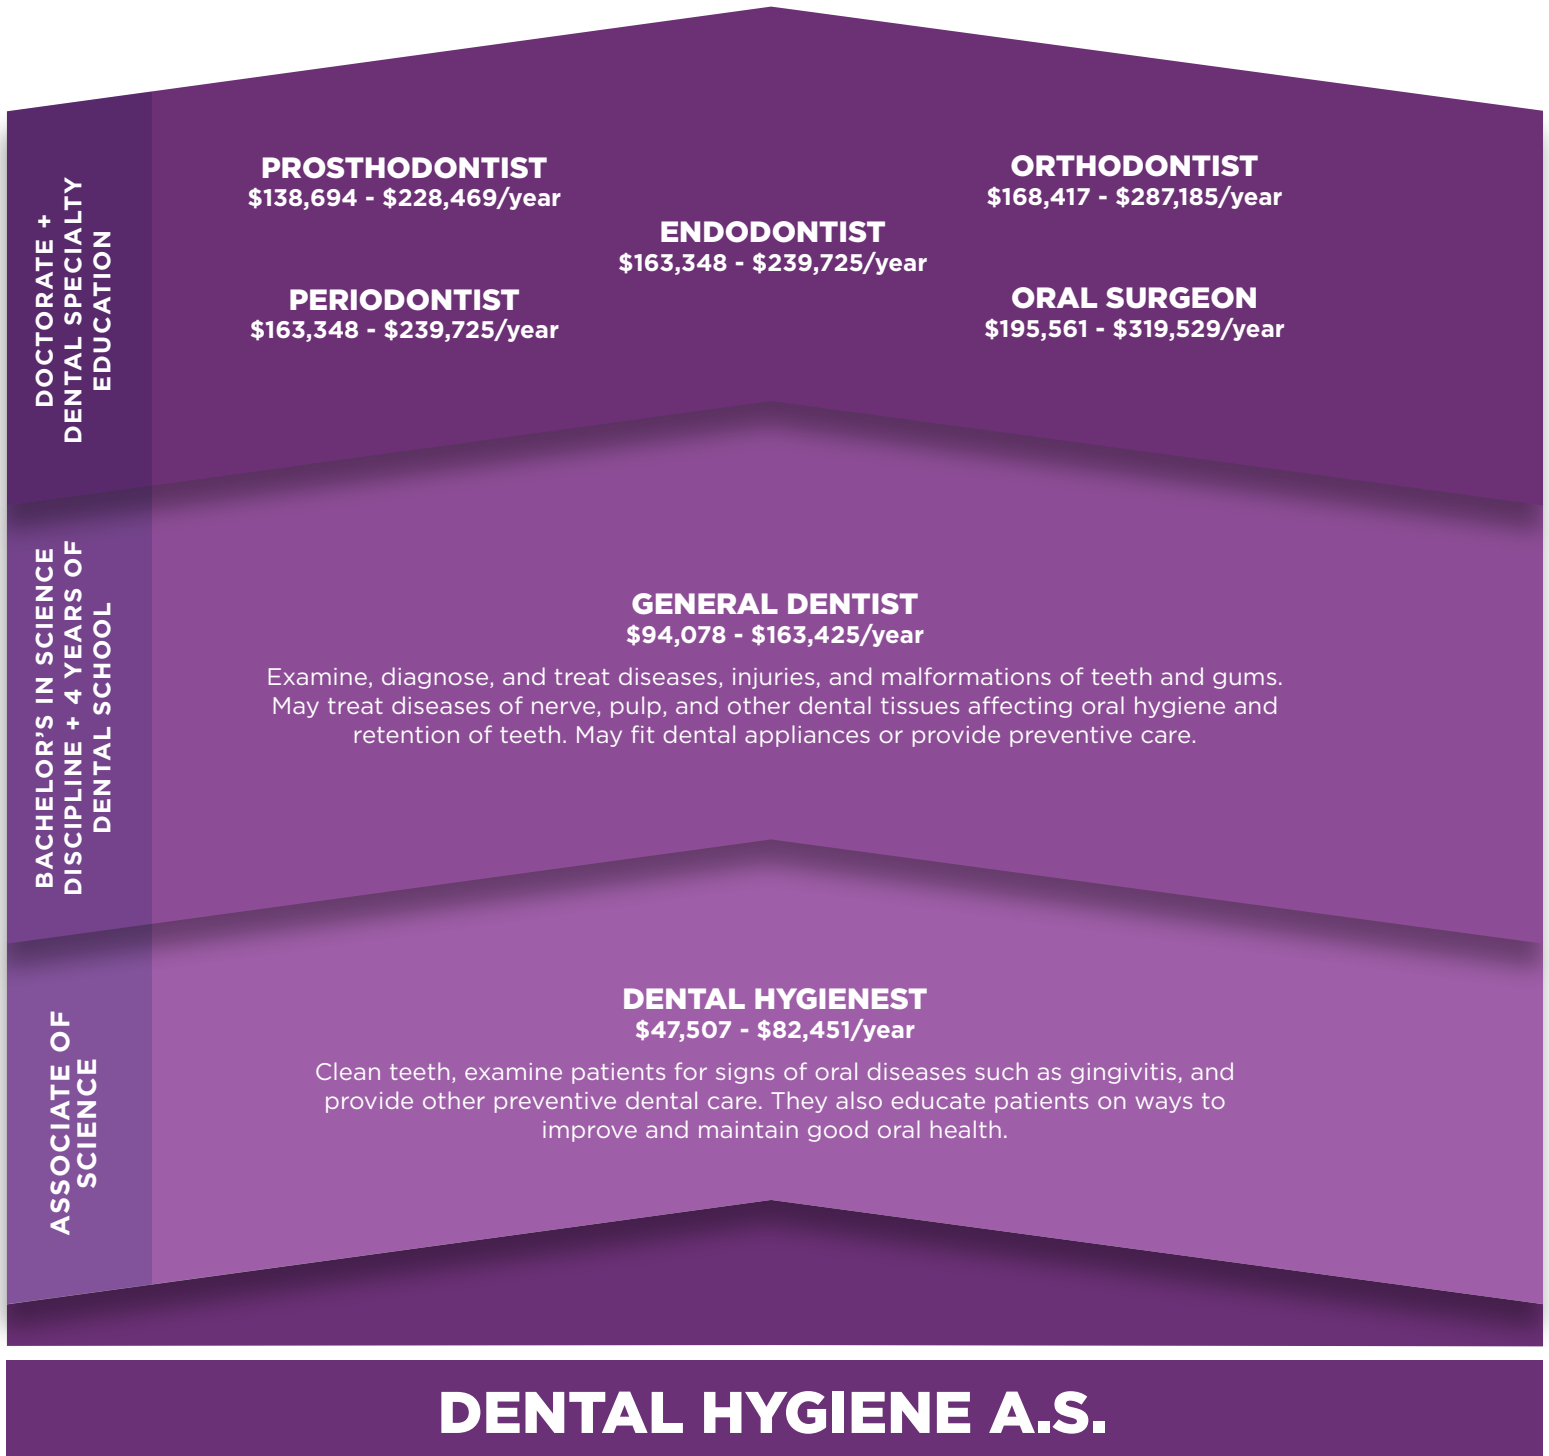 DOCTORATE +
DENTAL SPECIALTY
EDUCATION
PROSTHODONTIST
$138,694 - $228,469/year
ORTHODONTIST
$168,417 - $287,185/year
ENDODONTIST
$163,348 - $239,725/year
PERIODONTIST
$163,348 - $239,725/year
ORAL SURGEON
$195,561 - $319,529/year
BACHELOR'S IN SCIENCE
DISCIPLINE + 4 YEARS OF
DENTAL SCHOOL
GENERAL DENTIST
$94,078 - $163,425/year
Examine, diagnose, and treat diseases, injuries, and malformations of teeth and gums.
May treat diseases of nerve, pulp, and other dental tissues affecting oral hygiene and
retention of teeth. May fit dental appliances or provide preventive care.
ASSOCIATE OF
SCIENCE
DENTAL HYGIENEST
$47,507 - $82,451/year
Clean teeth, examine patients for signs of oral diseases such as gingivitis, and
provide other preventive dental care. They also educate patients on ways to
improve and maintain good oral health.
DENTAL HYGIENE A.S.